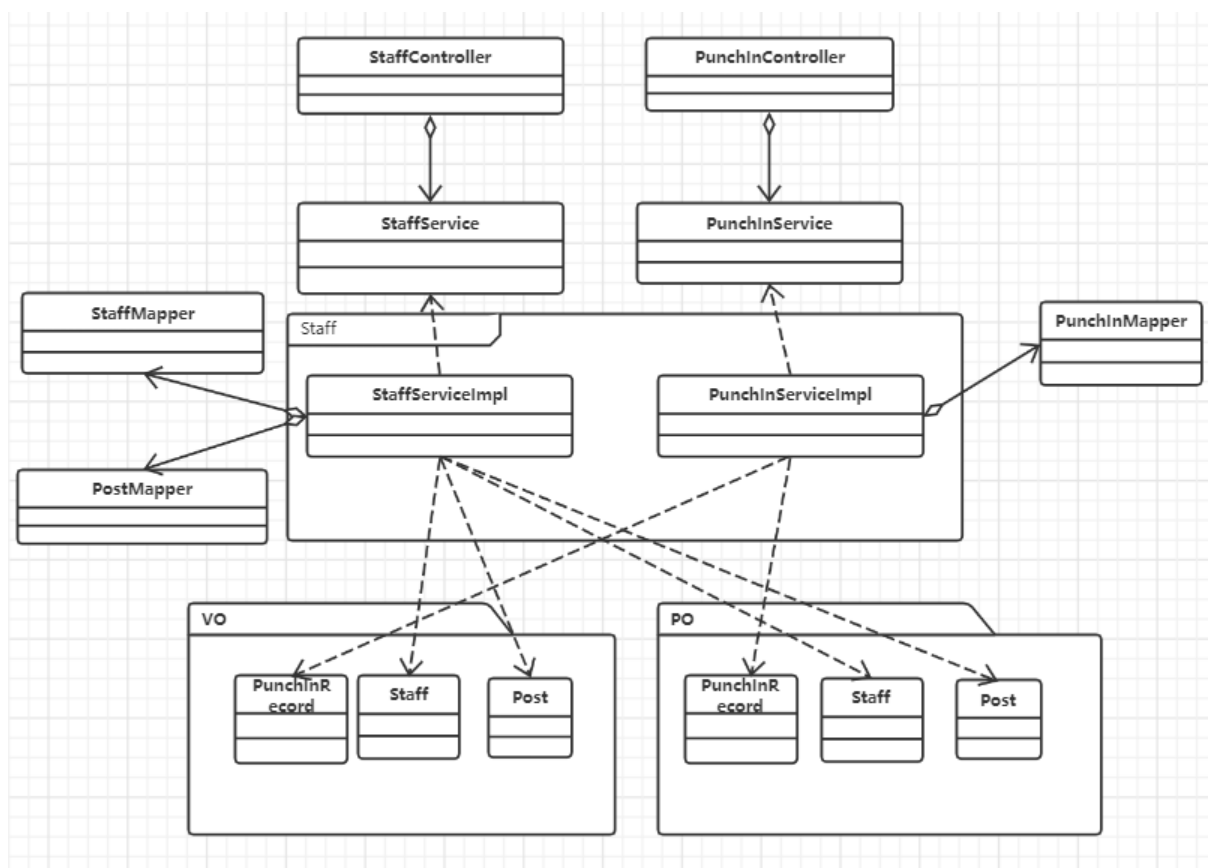 StaffController
PunchInController
StaffService
PunchInService
StaffMapper
Staff
PunchInMapper
StaffServiceImpl
PunchInServiceImpl
PostMapper
VO
PO
PunchInR
ecord
Staff
Post
PunchInR
ecord
Staff
Post